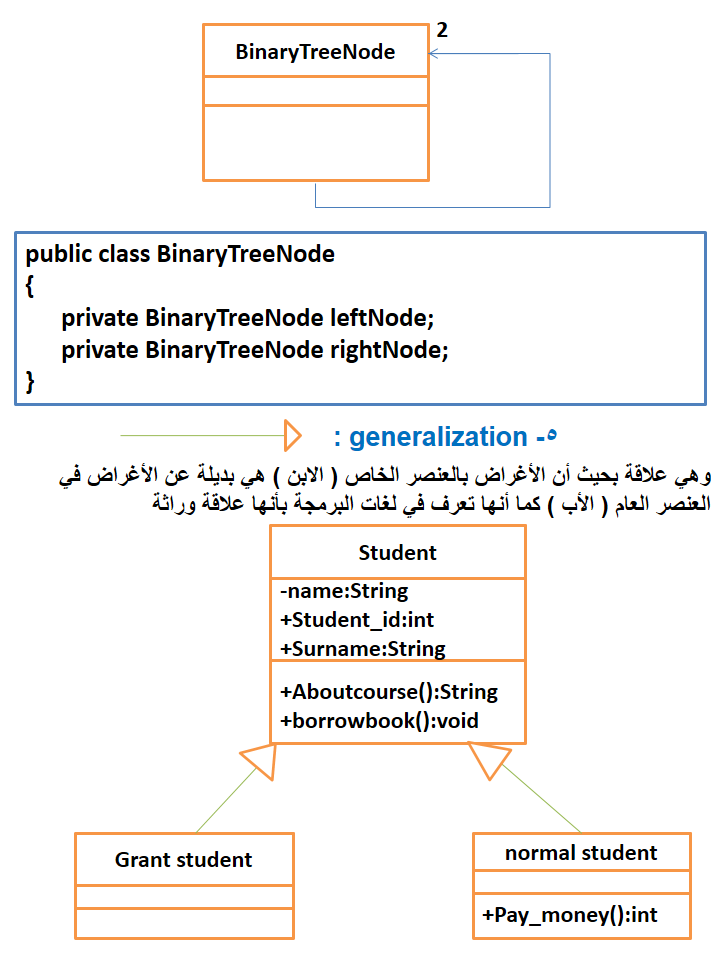 2
BinaryTreeNode
public class BinaryTreeNode
{
private BinaryTreeNode leftNode;
private BinaryTreeNode rightNode;
}
٥- generalization :
وهي علاقة بحيث أن الأغراض بالعنصر الخاص ( الابن ) هي بديلة عن الأغراض في
العنصر العام ( الأب ) كما أنها تعرف في لغات البرمجة بأنها علاقة وراثة
Student
-name:String
+Student_id:int
+Surname:String
+Aboutcourse():String
+borrowbook():void
Grant student
normal student
+Pay_money():int